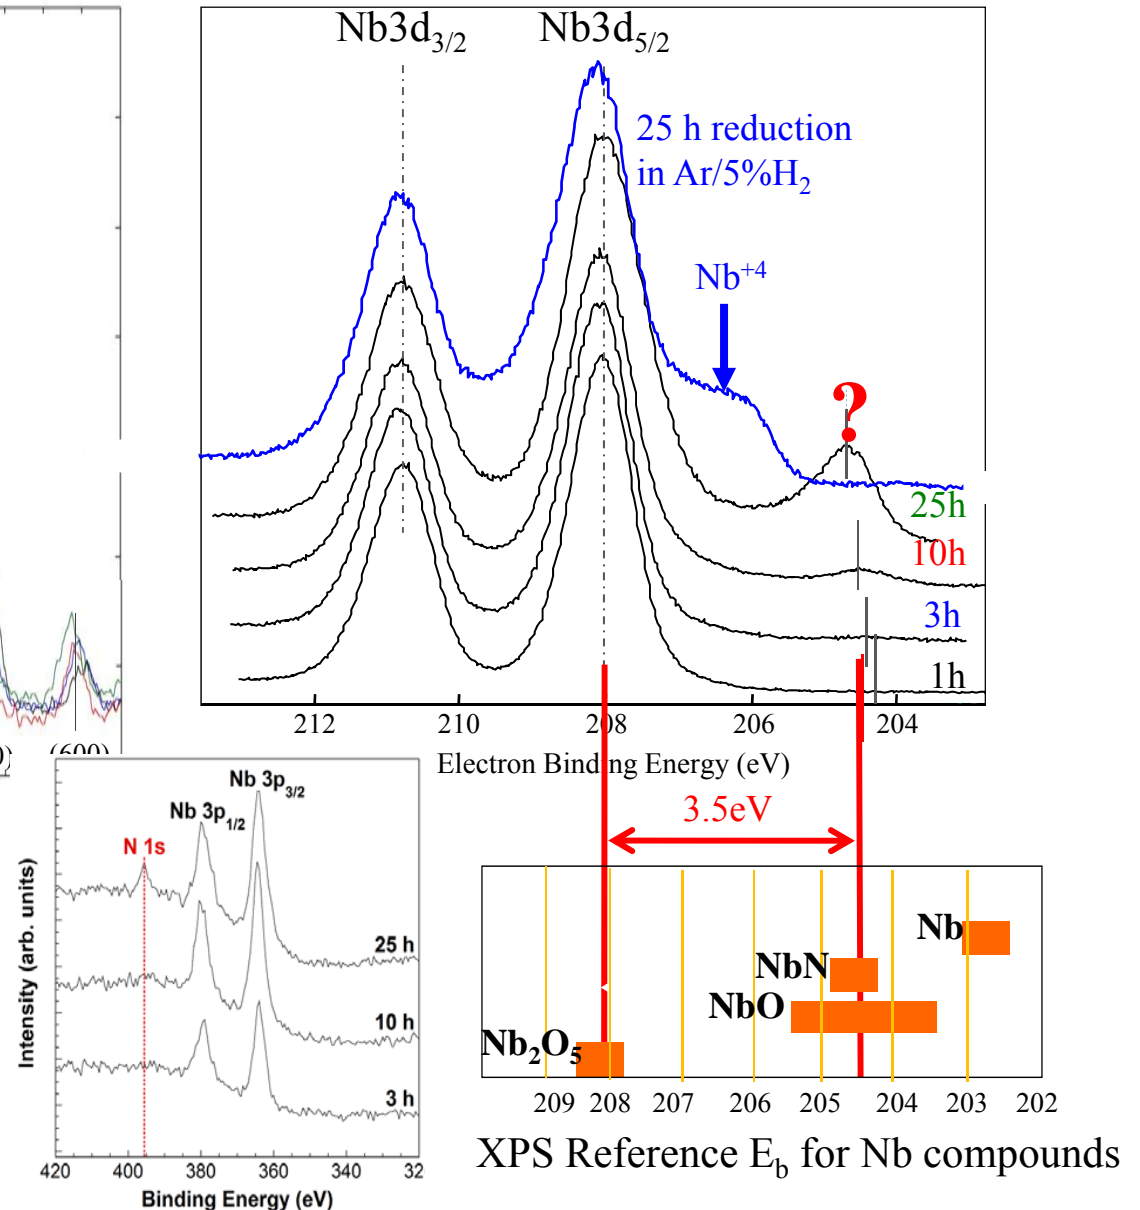 Nb3d3/2 Nb3d5/2
25 h reduction
in Ar/5%H2
Nb+4
?
25h
10h
3h
1h
212 210 208 206 204
Electron Binding Energy (eV)
3.5eV
Nb
NbN
NbO
Nb2O5
209 208 207 206 205 204 203 202
XPS Reference Eb for Nb compounds
(600)
Nb 3p3/2
Nb 3p1/2
N 1s
25 h
10 h
3 h
Intensity (arb. units)
420 400 380 360 340 32
Binding Energy (eV)